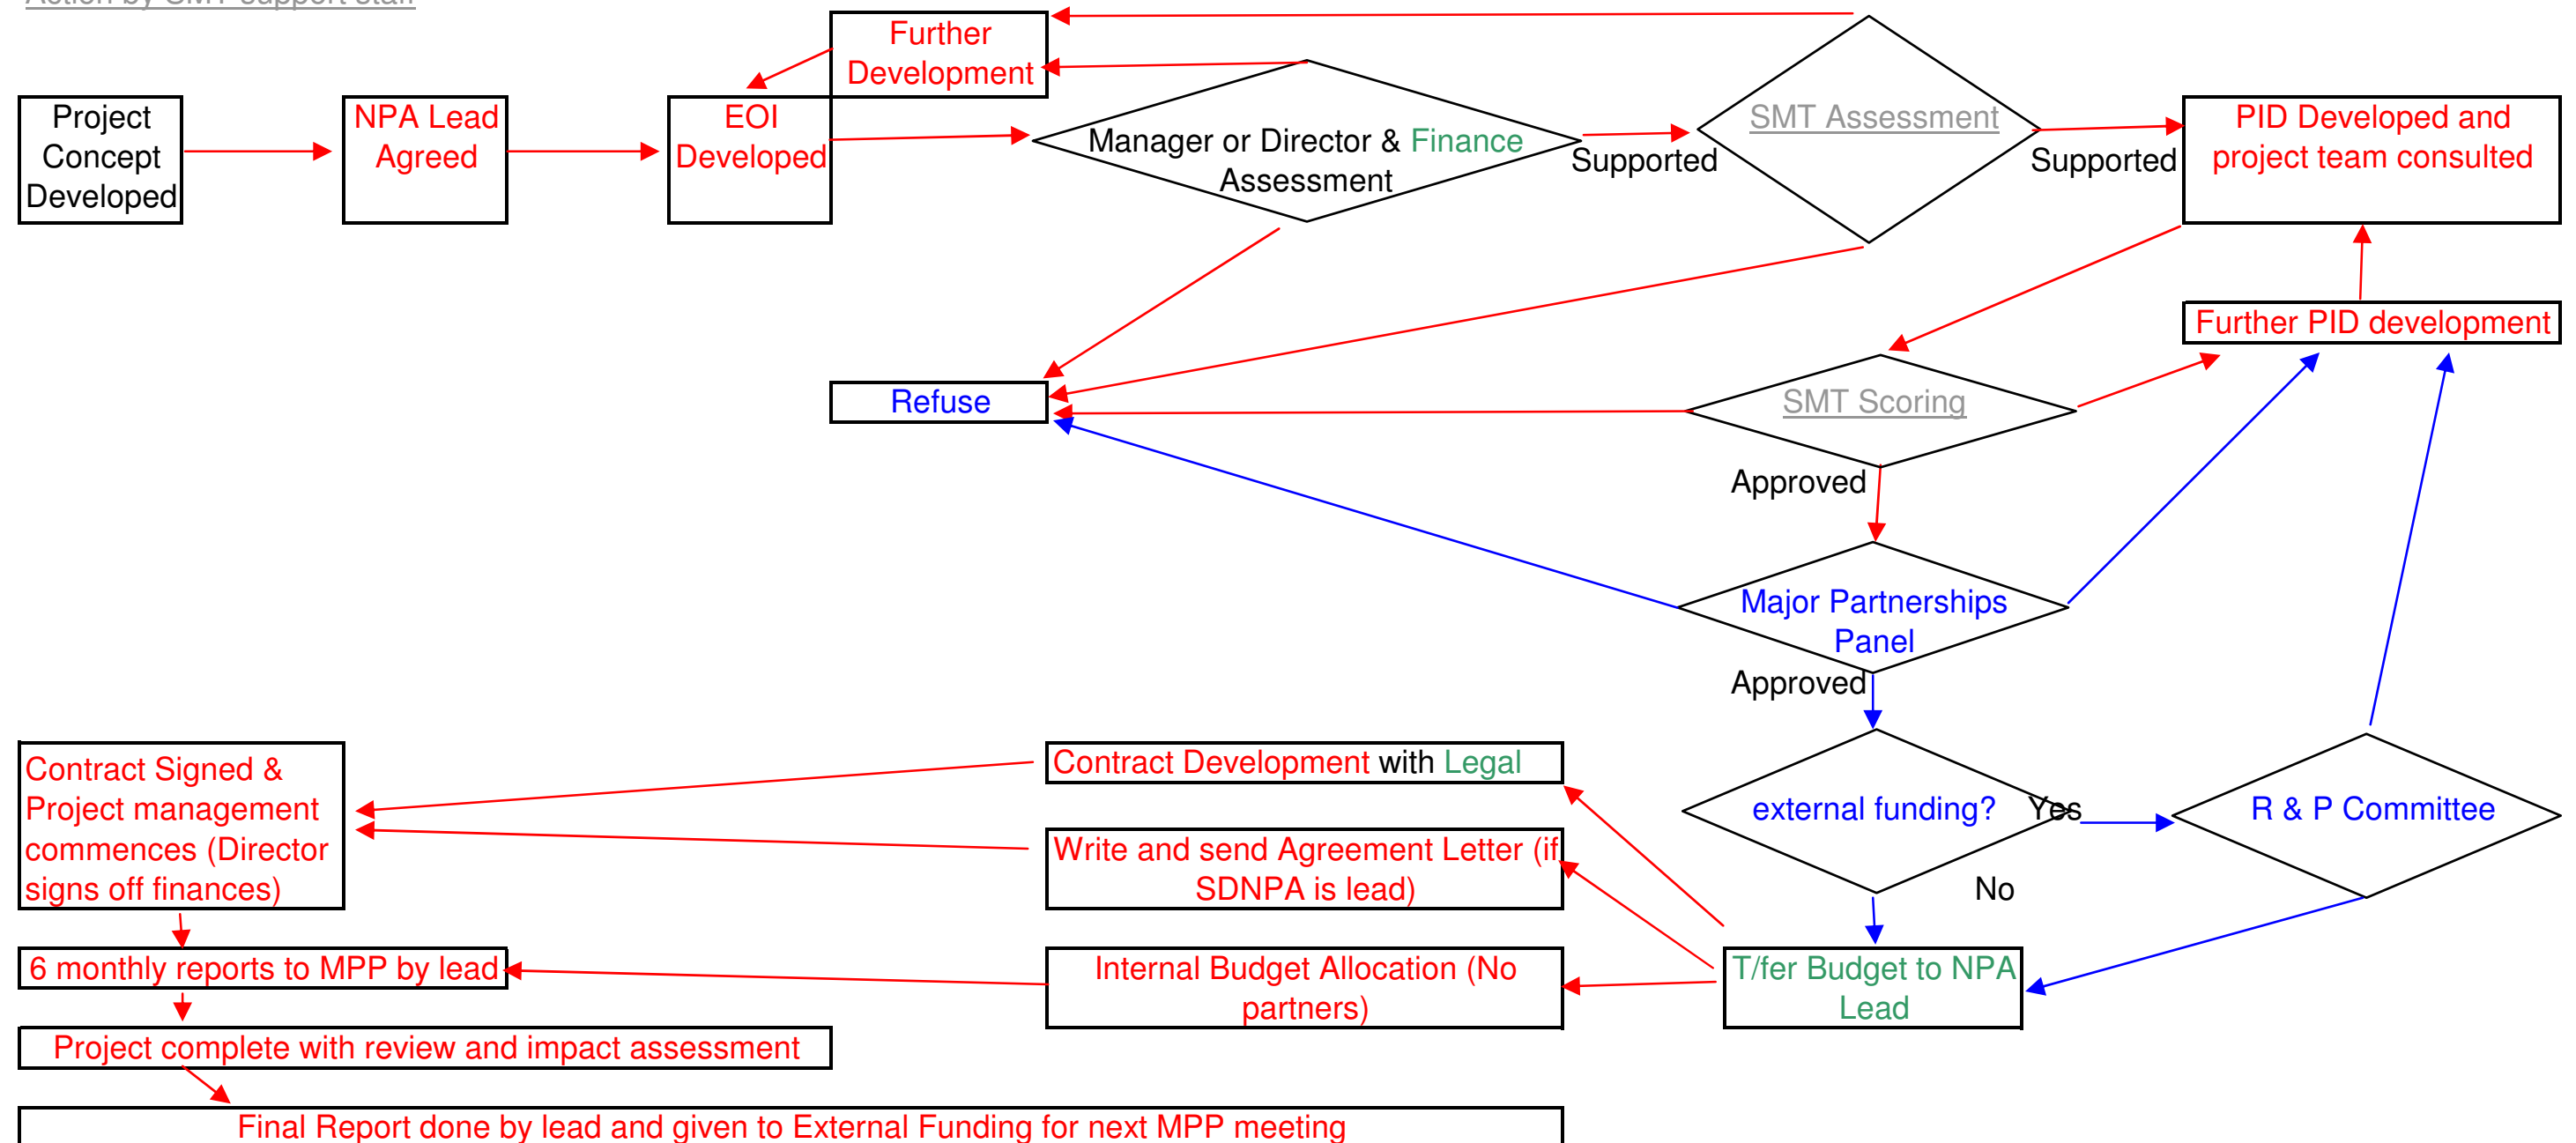 Action by SMT support staff
Further
Development
Project
Concept
Developed
NPA Lead
Agreed
EOI
Developed
Manager or Director & Finance
Assessment
Supported
SMT Assessment
Supported
PID Developed and
project team consulted
Further PID development
Refuse
SMT Scoring
Approved
Major Partnerships
Panel
Approved
Contract Signed &
Project management
commences (Director
signs off finances)
Contract Development with Legal
external funding?
Yes
R & P Committee
Write and send Agreement Letter (if
SDNPA is lead)
No
6 monthly reports to MPP by lead
Internal Budget Allocation (No
partners)
T/fer Budget to NPA
Lead
Project complete with review and impact assessment
Final Report done by lead and given to External Funding for next MPP meeting